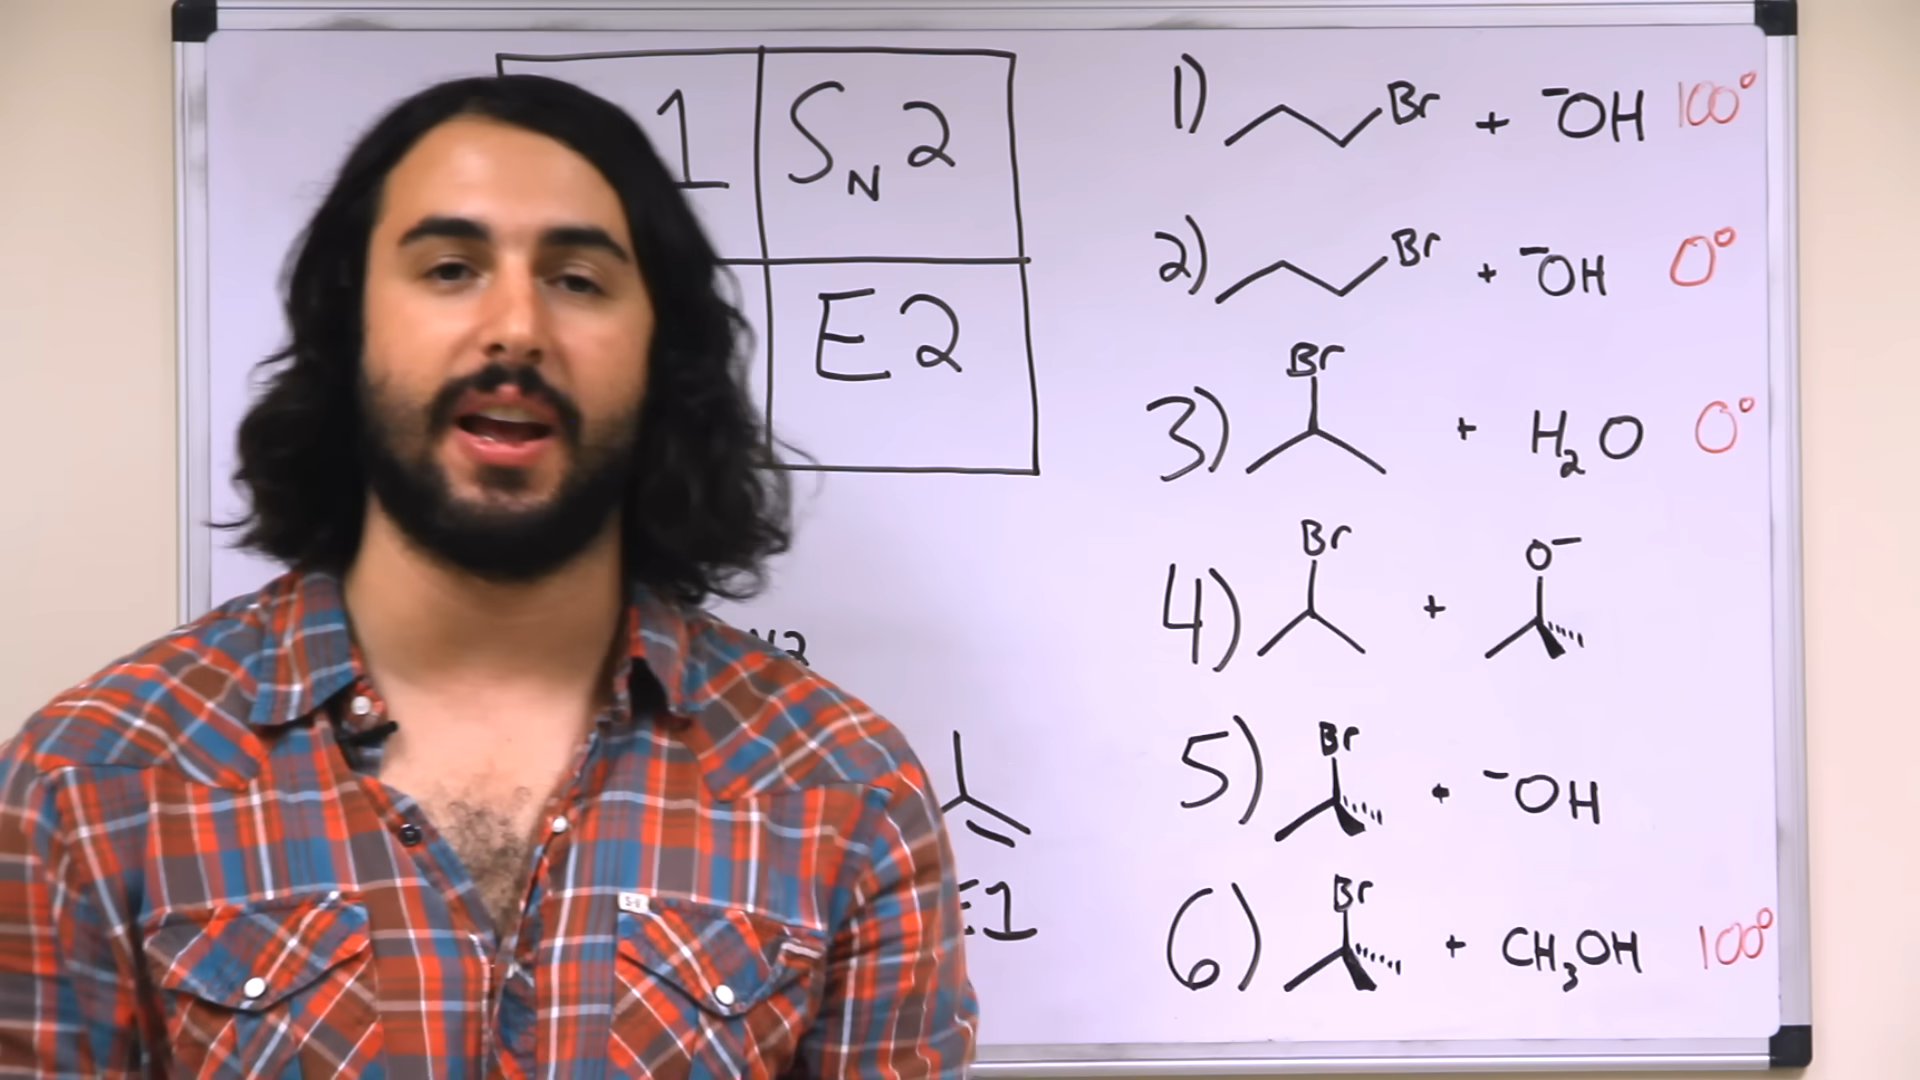 1 SN2
E2
N2
E1
1) Br + ⁻OH 100°
2) Br + ⁻OH 0°
3) Br + H₂O 0°
4) Br + O⁻
5) Br + ⁻OH
6) Br + CH₃OH 100°